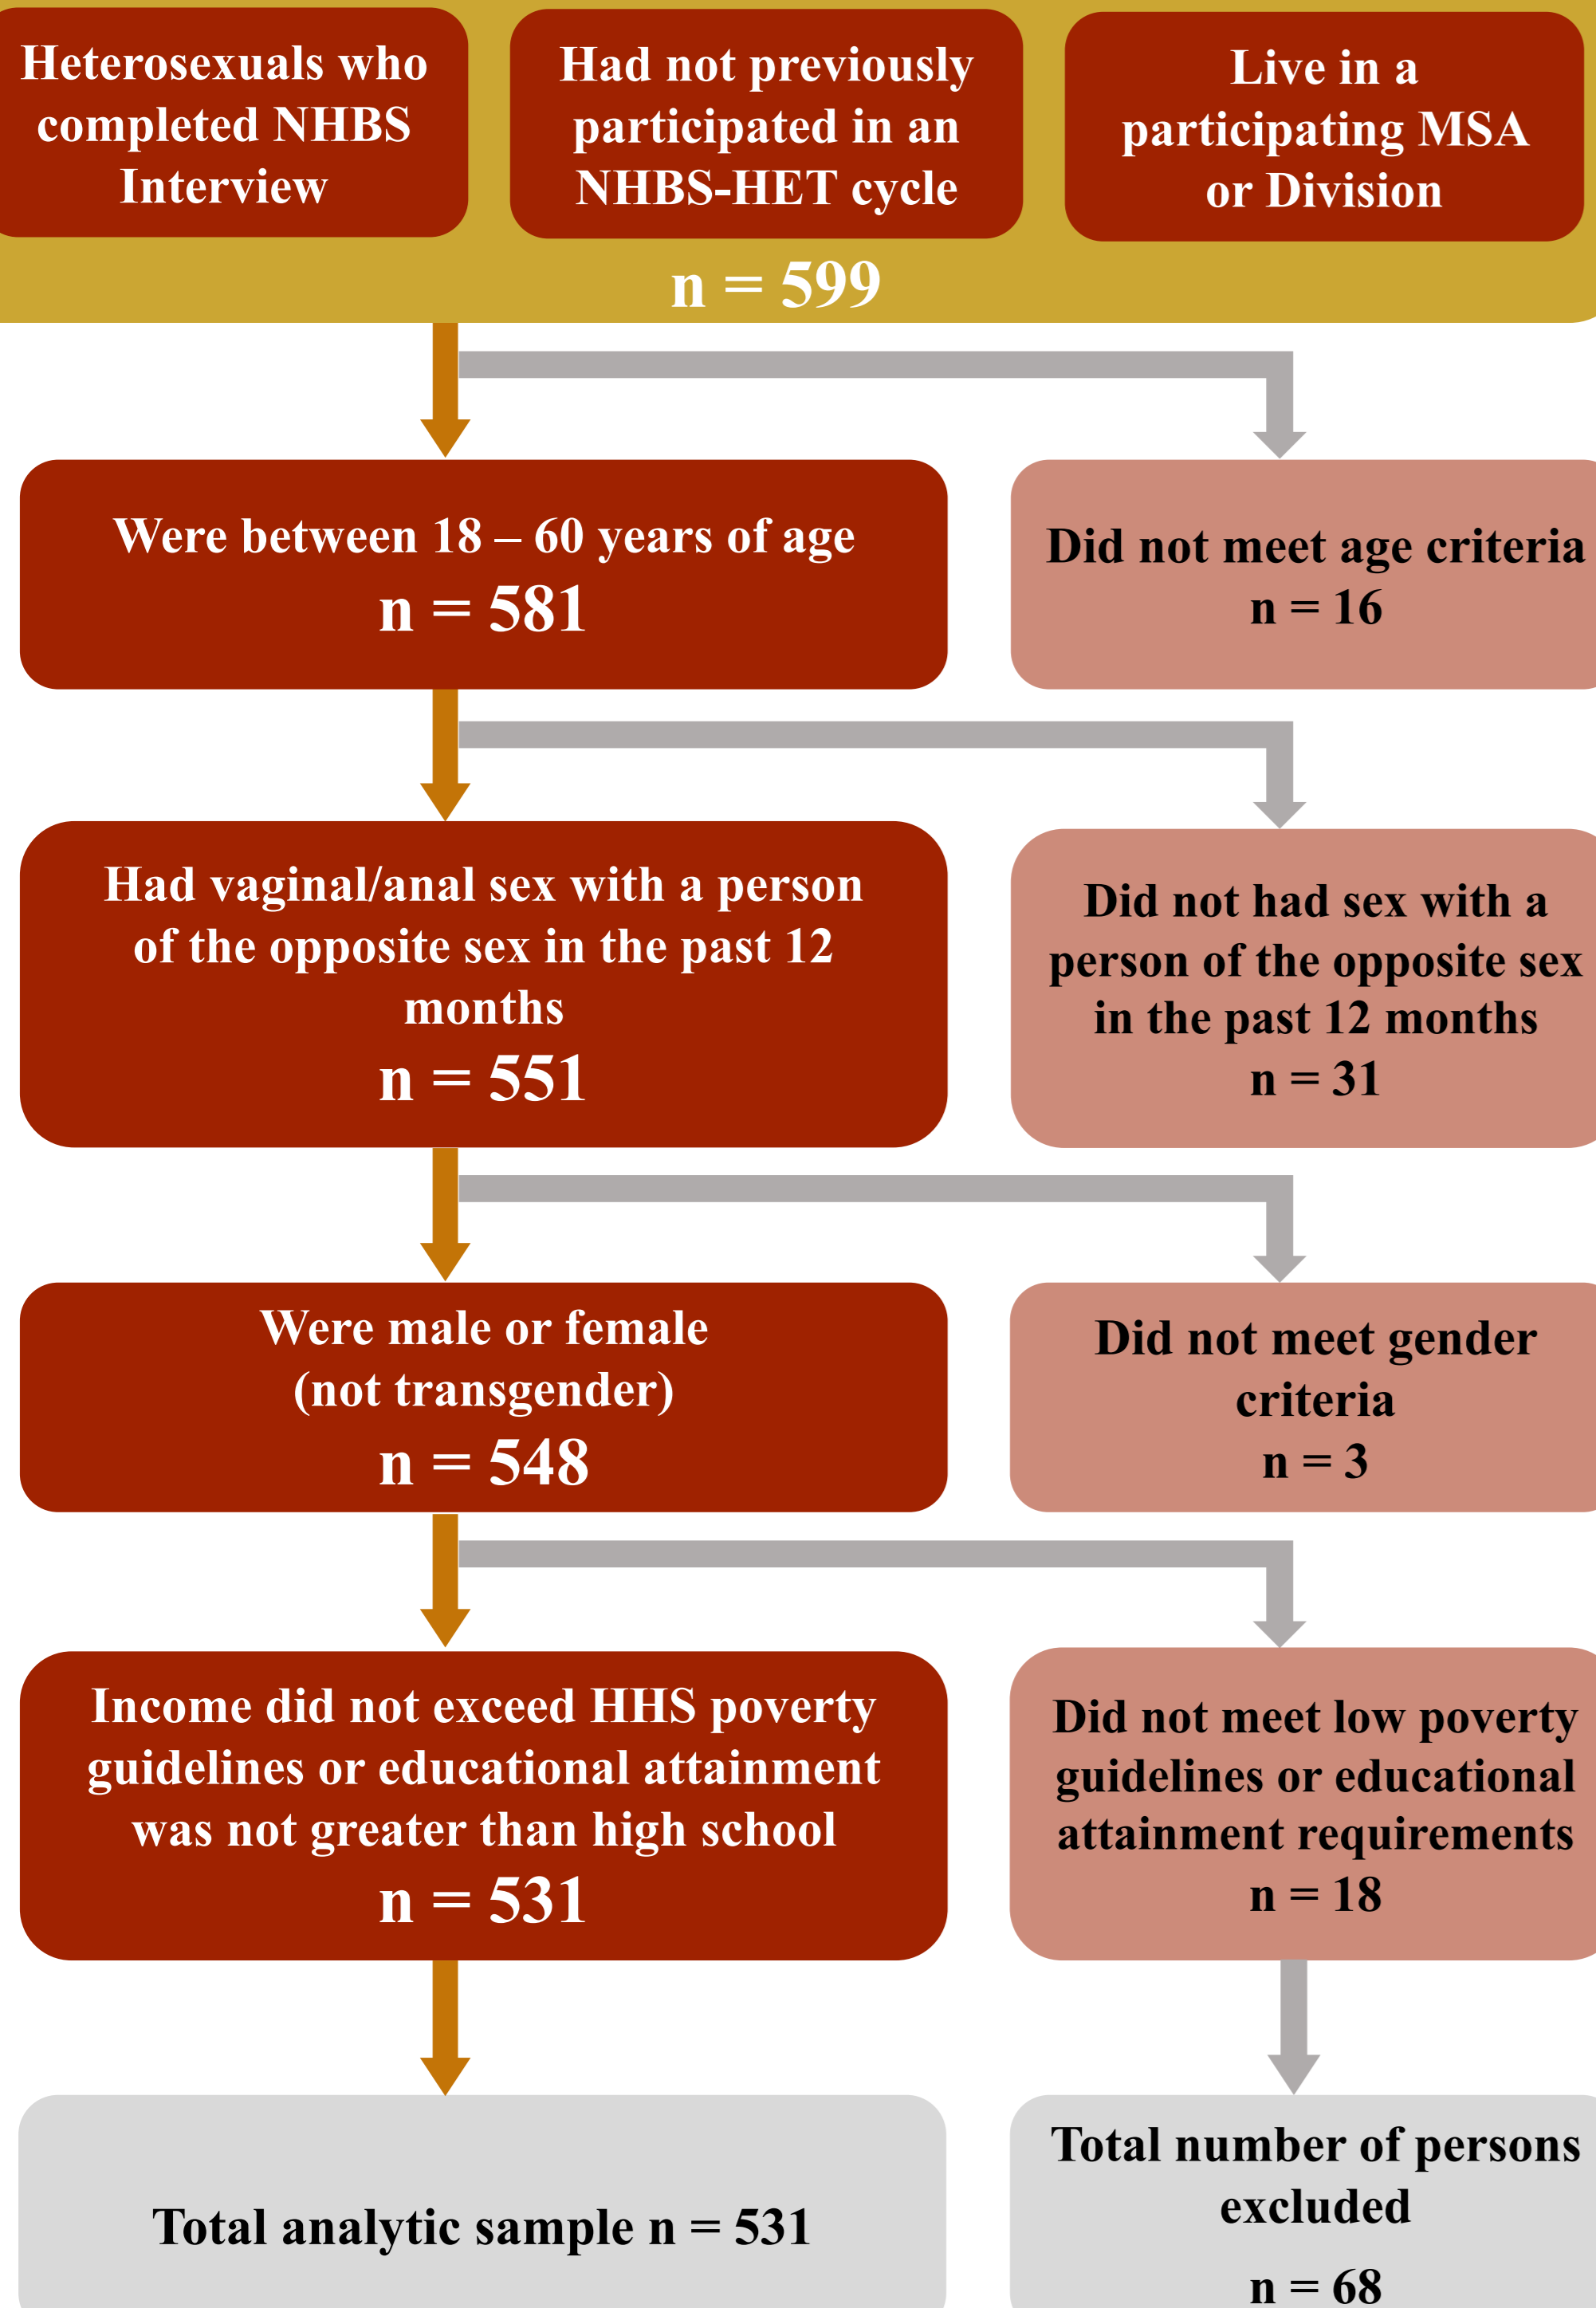 Heterosexuals who
completed NHBS
Interview
Had not previously
participated in an
NHBS-HET cycle
Live in a
participating MSA
or Division
n = 599
Were between 18 – 60 years of age
n = 581
Did not meet age criteria
n = 16
Had vaginal/anal sex with a person
of the opposite sex in the past 12
months
n = 551
Did not had sex with a
person of the opposite sex
in the past 12 months
n = 31
Were male or female
(not transgender)
n = 548
Did not meet gender
criteria
n = 3
Income did not exceed HHS poverty
guidelines or educational attainment
was not greater than high school
n = 531
Did not meet low poverty
guidelines or educational
attainment requirements
n = 18
Total analytic sample n = 531
Total number of persons
excluded
n = 68